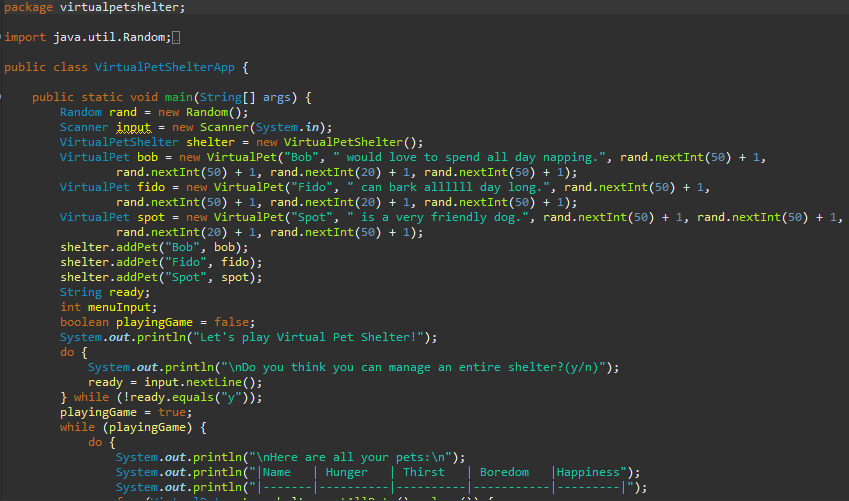 package virtualpetshelter;
import java.util.Random;
public class VirtualPetShelterApp {
public static void main(String[] args) {
Random rand = new Random();
Scanner input = new Scanner(System.in);
VirtualPetShelter shelter = new VirtualPetShelter();
VirtualPet bob = new VirtualPet("Bob", " would love to spend all day napping.", rand.nextInt(50) + 1,
rand.nextInt(50) + 1, rand.nextInt(20) + 1, rand.nextInt(50) + 1);
VirtualPet fido = new VirtualPet("Fido", " can bark allllll day long.", rand.nextInt(50) + 1,
rand.nextInt(50) + 1, rand.nextInt(20) + 1, rand.nextInt(50) + 1);
VirtualPet spot = new VirtualPet("Spot", " is a very friendly dog.", rand.nextInt(50) + 1, rand.nextInt(50) + 1,
rand.nextInt(20) + 1, rand.nextInt(50) + 1);
shelter.addPet("Bob", bob);
shelter.addPet("Fido", fido);
shelter.addPet("Spot", spot);
String ready;
int menuInput;
boolean playingGame = false;
System.out.println("Let's play Virtual Pet Shelter!");
do {
System.out.println("\nDo you think you can manage an entire shelter?(y/n)");
ready = input.nextLine();
} while (!ready.equals("y"));
playingGame = true;
while (playingGame) {
do {
System.out.println("\nHere are all your pets:\n");
System.out.println("|Name   | Hunger   | Thirst   | Boredom   |Happiness");
System.out.println("|-------|----------|----------|-----------|---------|");